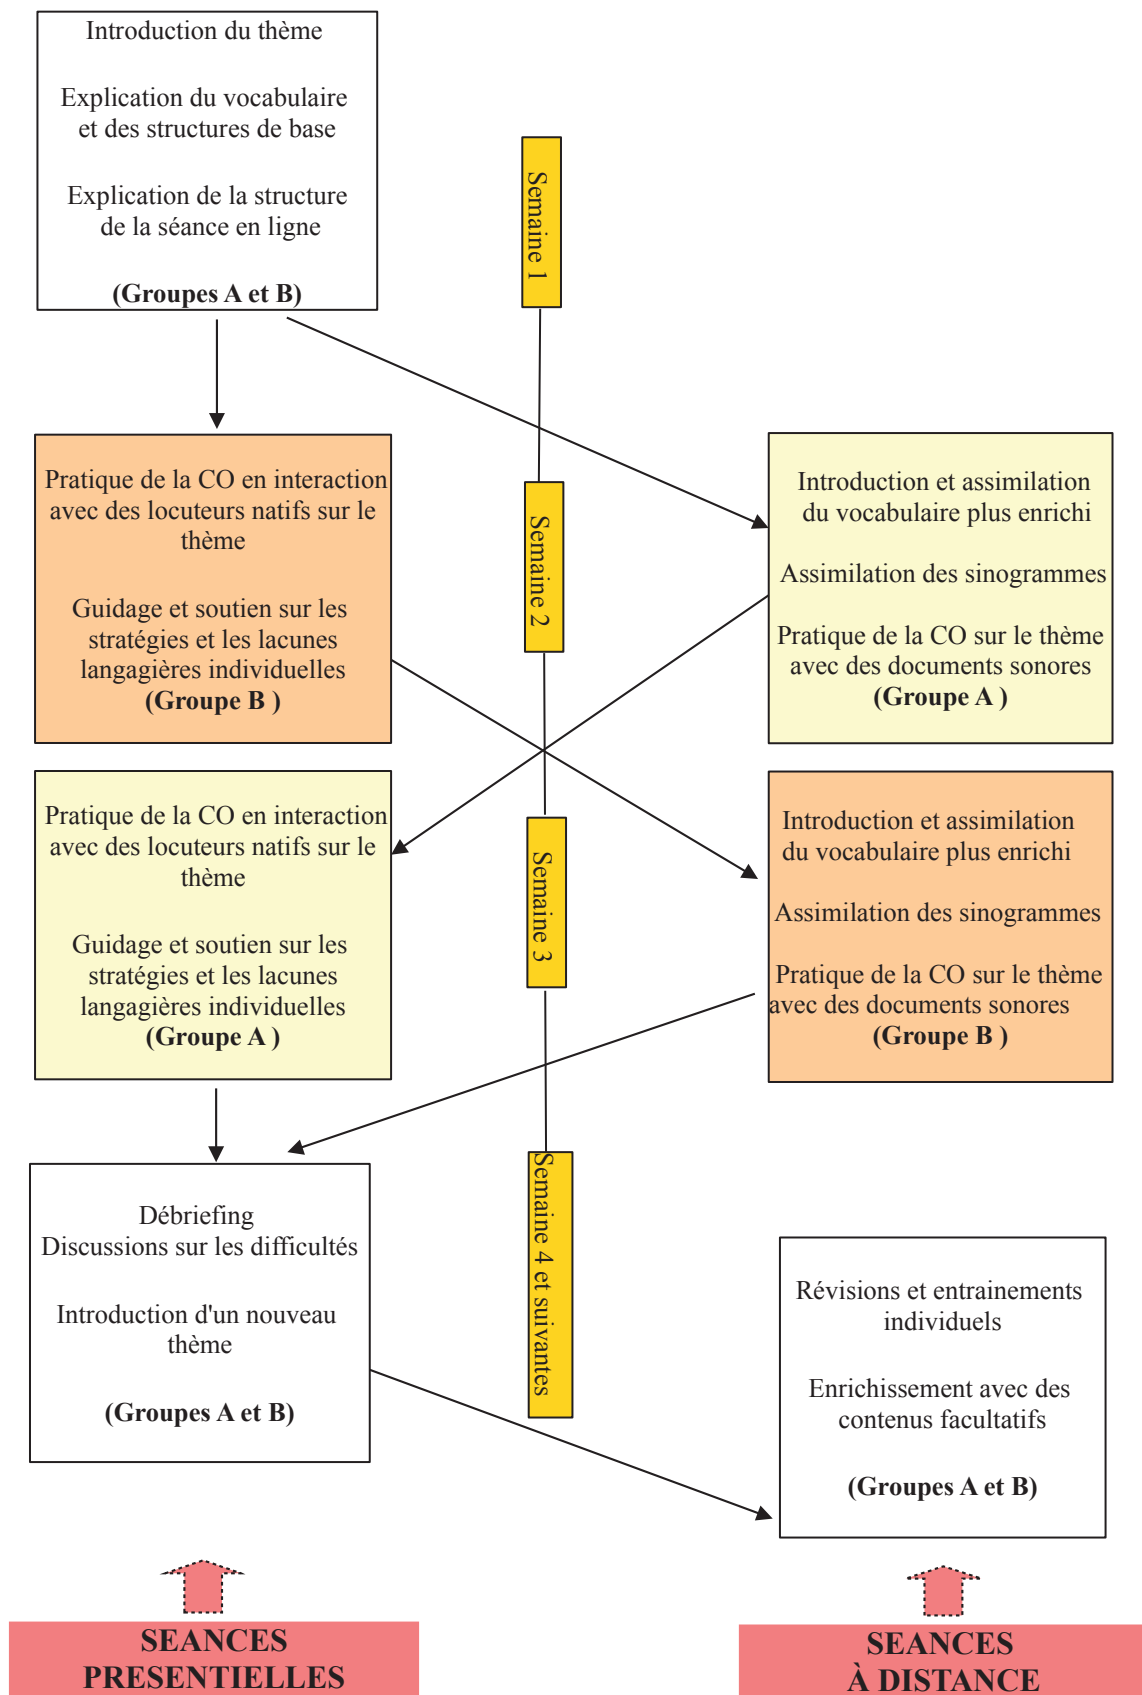 Introduction du thème
Explication du vocabulaire
et des structures de base
Explication de la structure
de la séance en ligne
(Groupes A et B)
Semaine 1
Pratique de la CO en interaction
avec des locuteurs natifs sur le
thème
Guidage et soutien sur les
stratégies et les lacunes
langagières individuelles
(Groupe B )
Semaine 2
Introduction et assimilation
du vocabulaire plus enrichi
Assimilation des sinogrammes
Pratique de la CO sur le thème
avec des documents sonores
(Groupe A )
Pratique de la CO en interaction
avec des locuteurs natifs sur le
thème
Guidage et soutien sur les
stratégies et les lacunes
langagières individuelles
(Groupe A )
Semaine 3
Introduction et assimilation
du vocabulaire plus enrichi
Assimilation des sinogrammes
Pratique de la CO sur le thème
avec des documents sonores
(Groupe B )
Débriefing
Discussions sur les difficultés
Introduction d'un nouveau
thème
(Groupes A et B)
Semaine 4 et suivantes
Révisions et entrainements
individuels
Enrichissement avec des
contenus facultatifs
(Groupes A et B)
SEANCES
PRESENTIELLES
SEANCES
À DISTANCE